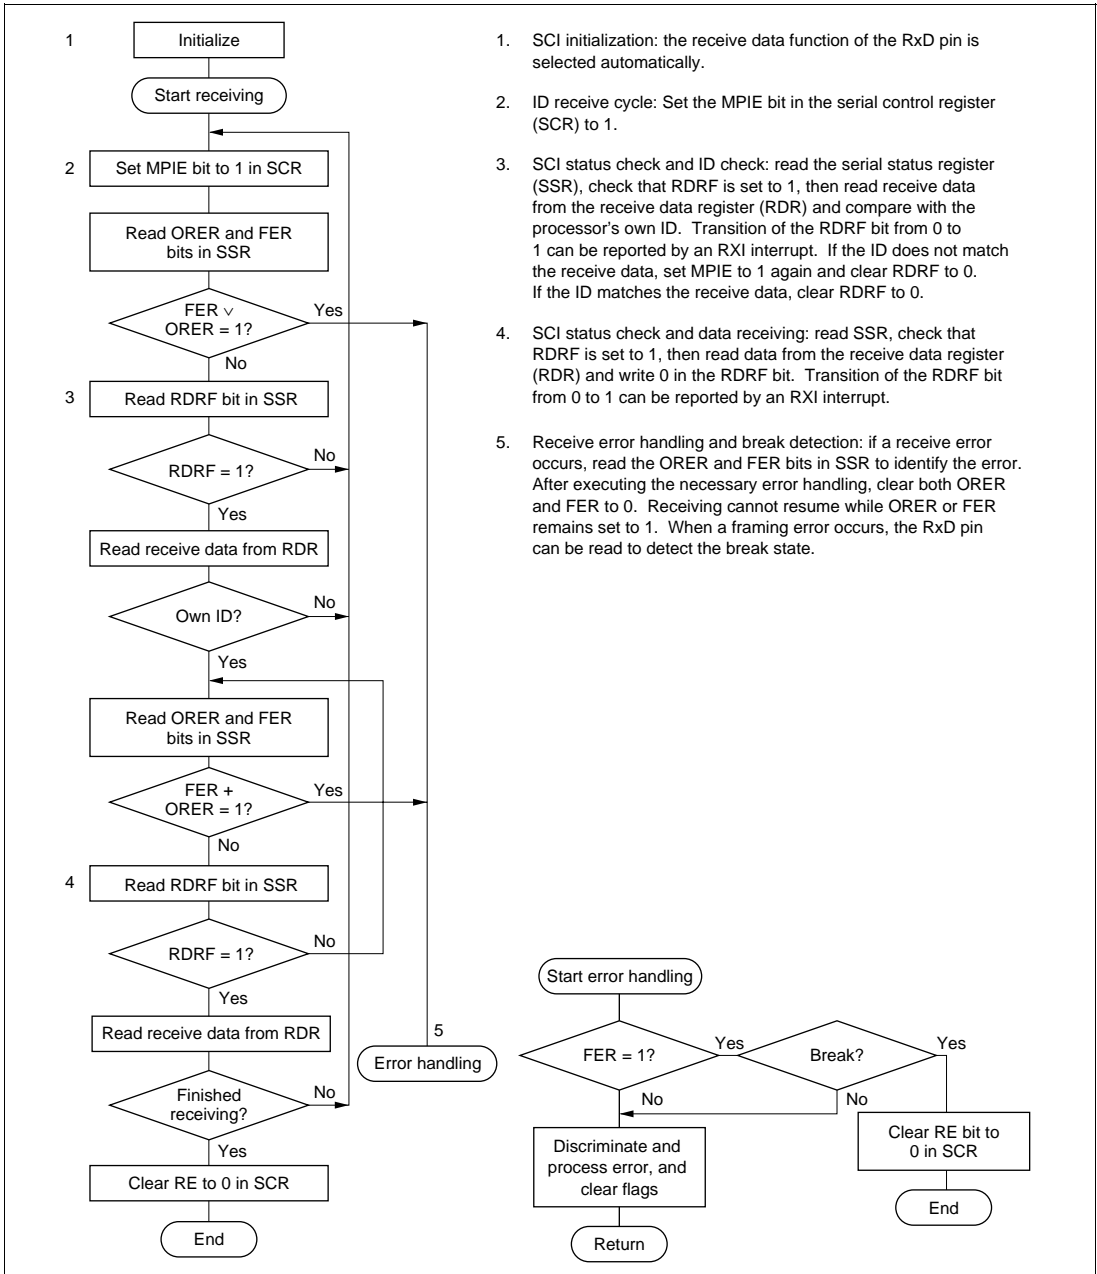 1
Initialize
Start receiving
2
Set MPIE bit to 1 in SCR
Read ORER and FER
bits in SSR
FER ∨
ORER = 1?
Yes
No
3
Read RDRF bit in SSR
RDRF = 1?
No
Yes
Read receive data from RDR
Own ID?
No
Yes
Read ORER and FER
bits in SSR
FER +
ORER = 1?
Yes
No
4
Read RDRF bit in SSR
RDRF = 1?
No
Yes
Read receive data from RDR
5
Error handling
Finished
receiving?
No
Yes
Clear RE to 0 in SCR
End
1. SCI initialization: the receive data function of the RxD pin is
selected automatically.
2. ID receive cycle: Set the MPIE bit in the serial control register
(SCR) to 1.
3. SCI status check and ID check: read the serial status register
(SSR), check that RDRF is set to 1, then read receive data
from the receive data register (RDR) and compare with the
processor's own ID. Transition of the RDRF bit from 0 to
1 can be reported by an RXI interrupt. If the ID does not match
the receive data, set MPIE to 1 again and clear RDRF to 0.
If the ID matches the receive data, clear RDRF to 0.
4. SCI status check and data receiving: read SSR, check that
RDRF is set to 1, then read data from the receive data register
(RDR) and write 0 in the RDRF bit. Transition of the RDRF bit
from 0 to 1 can be reported by an RXI interrupt.
5. Receive error handling and break detection: if a receive error
occurs, read the ORER and FER bits in SSR to identify the error.
After executing the necessary error handling, clear both ORER
and FER to 0. Receiving cannot resume while ORER or FER
remains set to 1. When a framing error occurs, the RxD pin
can be read to detect the break state.
Start error handling
FER = 1?
Yes
Break?
Yes
No
No
Discriminate and
process error, and
clear flags
Clear RE bit to
0 in SCR
End
Return